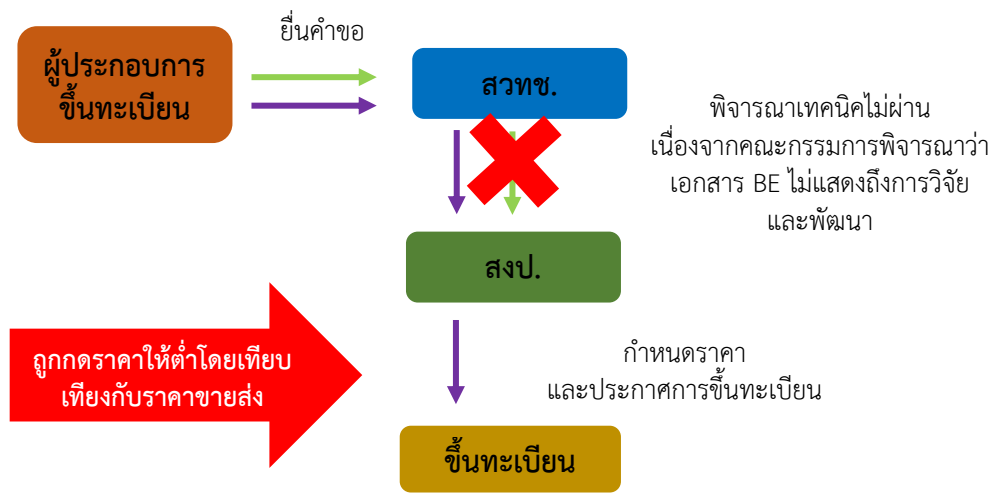 ยื่นคำขอ
ผู้ประกอบการ
ขึ้นทะเบียน
สวทช.
พิจารณาเทคนิคไม่ผ่าน
เนื่องจากคณะกรรมการพิจารณาว่า
เอกสาร BE ไม่แสดงถึงการวิจัย
และพัฒนา
สงป.
ถูกกดราคาให้ต่ำโดยเทียบ
เทียงกับราคาขายส่ง
กำหนดราคา
และประกาศการขึ้นทะเบียน
ขึ้นทะเบียน